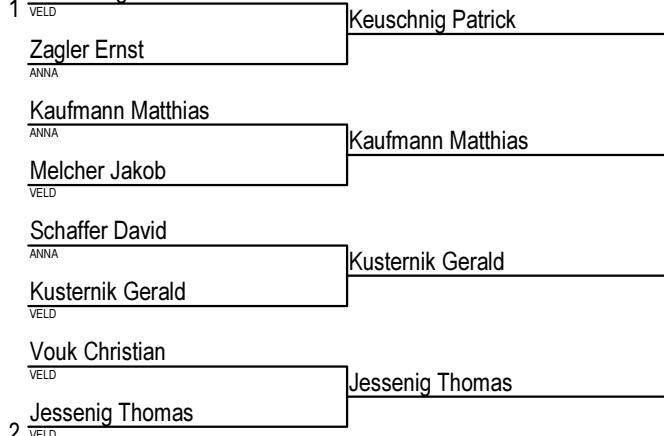 1
VELD
Keuschnig Patrick
Zagler Ernst
ANNA
Kaufmann Matthias
ANNA
Kaufmann Matthias
Melcher Jakob
VELD
Schaffer David
ANNA
Kusternik Gerald
Kusternik Gerald
VELD
Vouk Christian
VELD
Jessenig Thomas
Jessenig Thomas
2
VELD